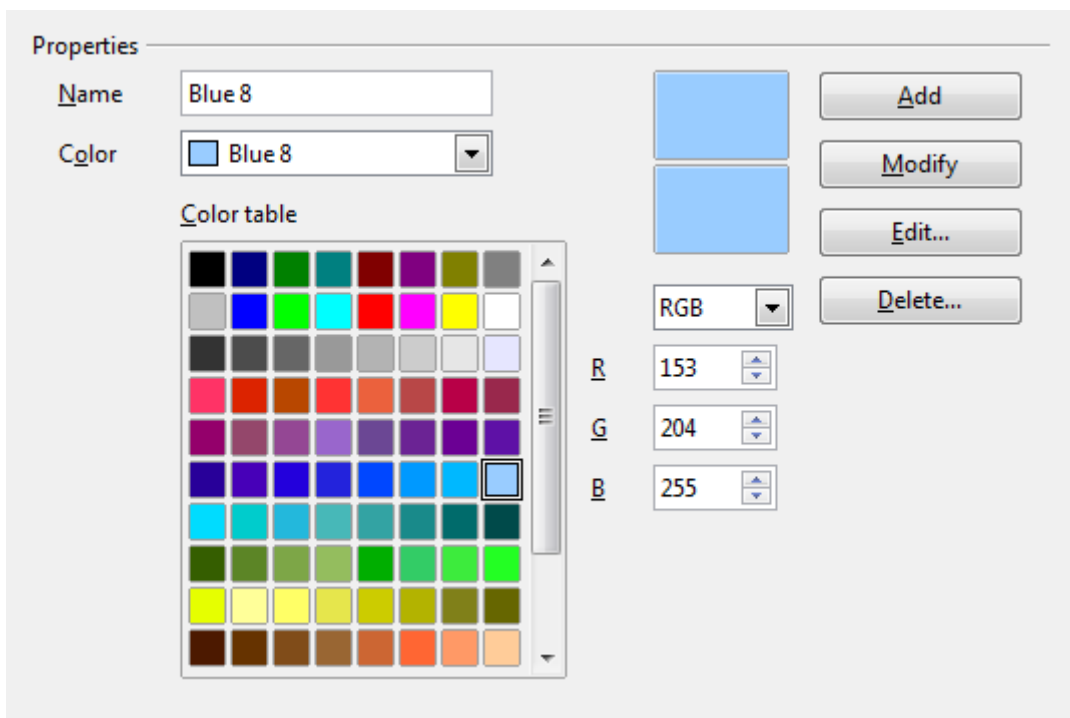 Properties
Name Blue 8 Add
Color Blue 8 Modify
Color table Edit...
RGB Delete...
R 153
G 204
B 255